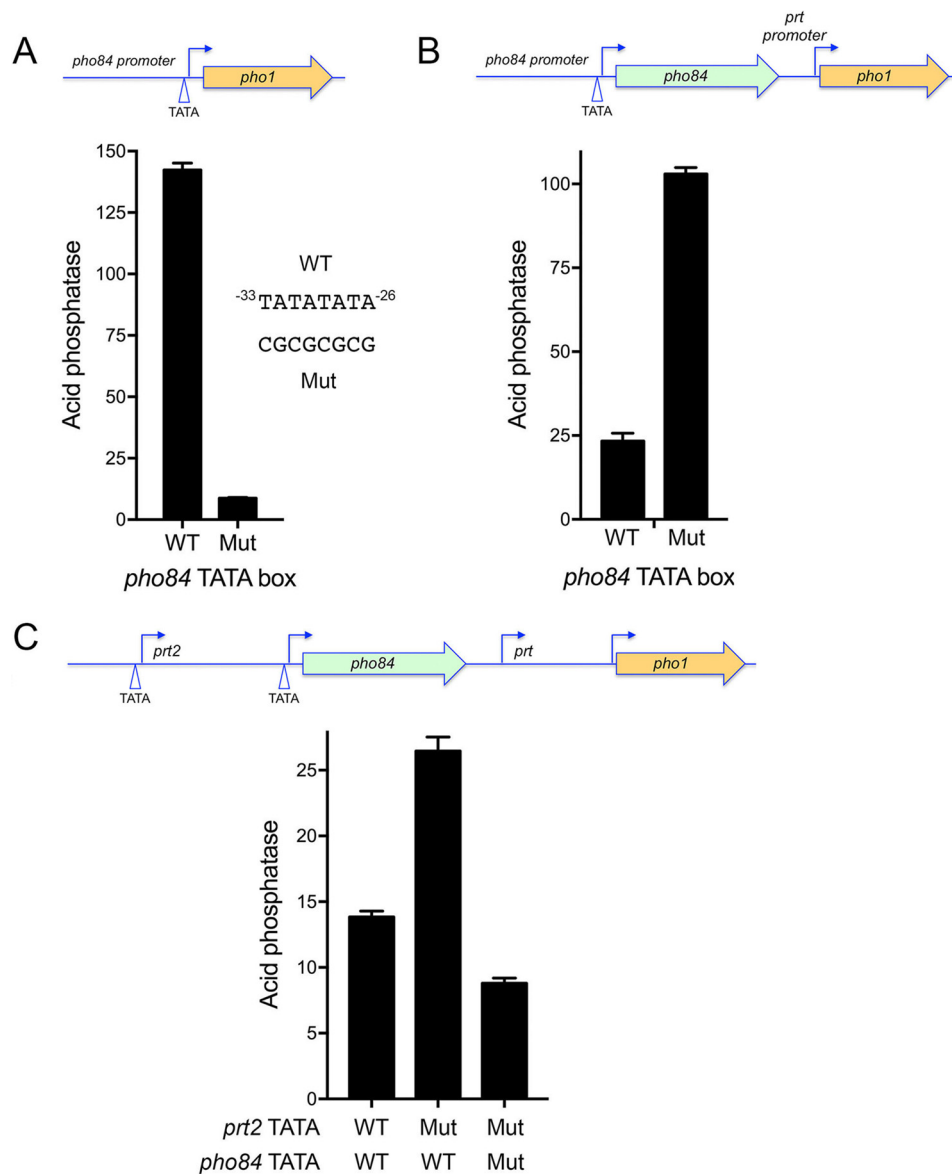 A
pho84 promoter
pho1
TATA
150
125
100
75
50
25
0
Acid phosphatase
WT
-33TATATATA-26
CGCGCGCG
Mut
WT Mut
pho84 TATA box
B
prt
promoter
pho84 promoter
pho84
pho1
TATA
100
75
50
25
0
Acid phosphatase
WT Mut
pho84 TATA box
C
prt2
pho84
prt
pho1
TATA
TATA
25
20
15
10
5
0
Acid phosphatase
prt2 TATA WT Mut Mut
pho84 TATA WT WT Mut